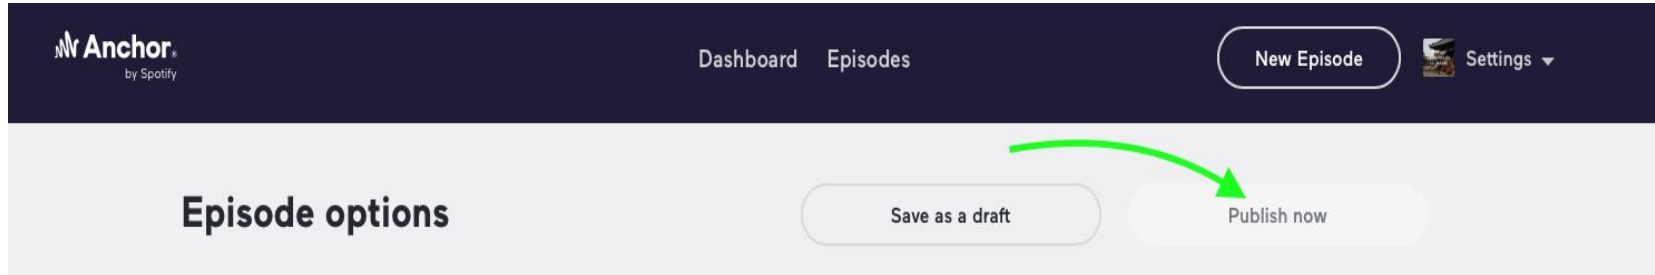 Anchor®
by Spotify
Dashboard Episodes
New Episode
Settings
Episode options
Save as a draft
Publish now